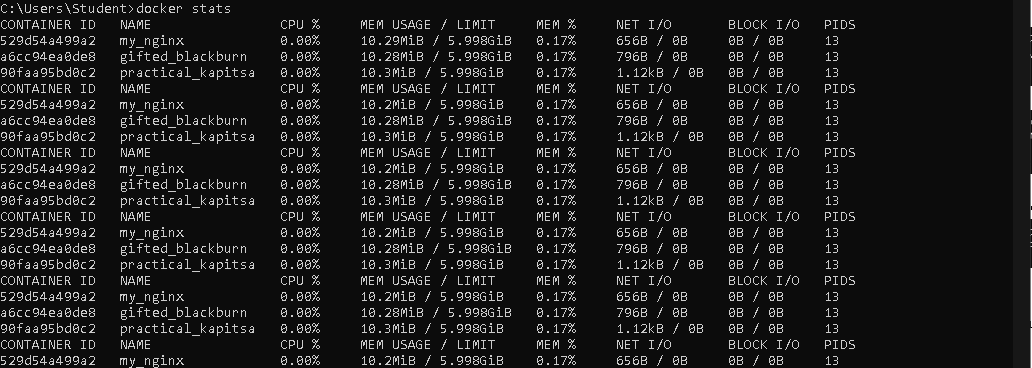 C:\Users\Student>docker stats
CONTAINER ID   NAME                CPU %     MEM USAGE / LIMIT     MEM %     NET I/O       BLOCK I/O   PIDS
529d54a499a2   my_nginx            0.00%     10.29MiB / 5.998GiB   0.17%     656B / 0B     0B / 0B     13
a6cc94ea0de8   gifted_blackburn    0.00%     10.28MiB / 5.998GiB   0.17%     796B / 0B     0B / 0B     13
90faa95bd0c2   practical_kapitsa   0.00%     10.3MiB / 5.998GiB    0.17%     1.12kB / 0B   0B / 0B     13
CONTAINER ID   NAME                CPU %     MEM USAGE / LIMIT     MEM %     NET I/O       BLOCK I/O   PIDS
529d54a499a2   my_nginx            0.00%     10.2MiB / 5.998GiB    0.17%     656B / 0B     0B / 0B     13
a6cc94ea0de8   gifted_blackburn    0.00%     10.28MiB / 5.998GiB   0.17%     796B / 0B     0B / 0B     13
90faa95bd0c2   practical_kapitsa   0.00%     10.3MiB / 5.998GiB    0.17%     1.12kB / 0B   0B / 0B     13
CONTAINER ID   NAME                CPU %     MEM USAGE / LIMIT     MEM %     NET I/O       BLOCK I/O   PIDS
529d54a499a2   my_nginx            0.00%     10.2MiB / 5.998GiB    0.17%     656B / 0B     0B / 0B     13
a6cc94ea0de8   gifted_blackburn    0.00%     10.28MiB / 5.998GiB   0.17%     796B / 0B     0B / 0B     13
90faa95bd0c2   practical_kapitsa   0.00%     10.3MiB / 5.998GiB    0.17%     1.12kB / 0B   0B / 0B     13
CONTAINER ID   NAME                CPU %     MEM USAGE / LIMIT     MEM %     NET I/O       BLOCK I/O   PIDS
529d54a499a2   my_nginx            0.00%     10.2MiB / 5.998GiB    0.17%     656B / 0B     0B / 0B     13
a6cc94ea0de8   gifted_blackburn    0.00%     10.28MiB / 5.998GiB   0.17%     796B / 0B     0B / 0B     13
90faa95bd0c2   practical_kapitsa   0.00%     10.3MiB / 5.998GiB    0.17%     1.12kB / 0B   0B / 0B     13
CONTAINER ID   NAME                CPU %     MEM USAGE / LIMIT     MEM %     NET I/O       BLOCK I/O   PIDS
529d54a499a2   my_nginx            0.00%     10.2MiB / 5.998GiB    0.17%     656B / 0B     0B / 0B     13
a6cc94ea0de8   gifted_blackburn    0.00%     10.28MiB / 5.998GiB   0.17%     796B / 0B     0B / 0B     13
90faa95bd0c2   practical_kapitsa   0.00%     10.3MiB / 5.998GiB    0.17%     1.12kB / 0B   0B / 0B     13
CONTAINER ID   NAME                CPU %     MEM USAGE / LIMIT     MEM %     NET I/O       BLOCK I/O   PIDS
529d54a499a2   my_nginx            0.00%     10.2MiB / 5.998GiB    0.17%     656B / 0B     0B / 0B     13